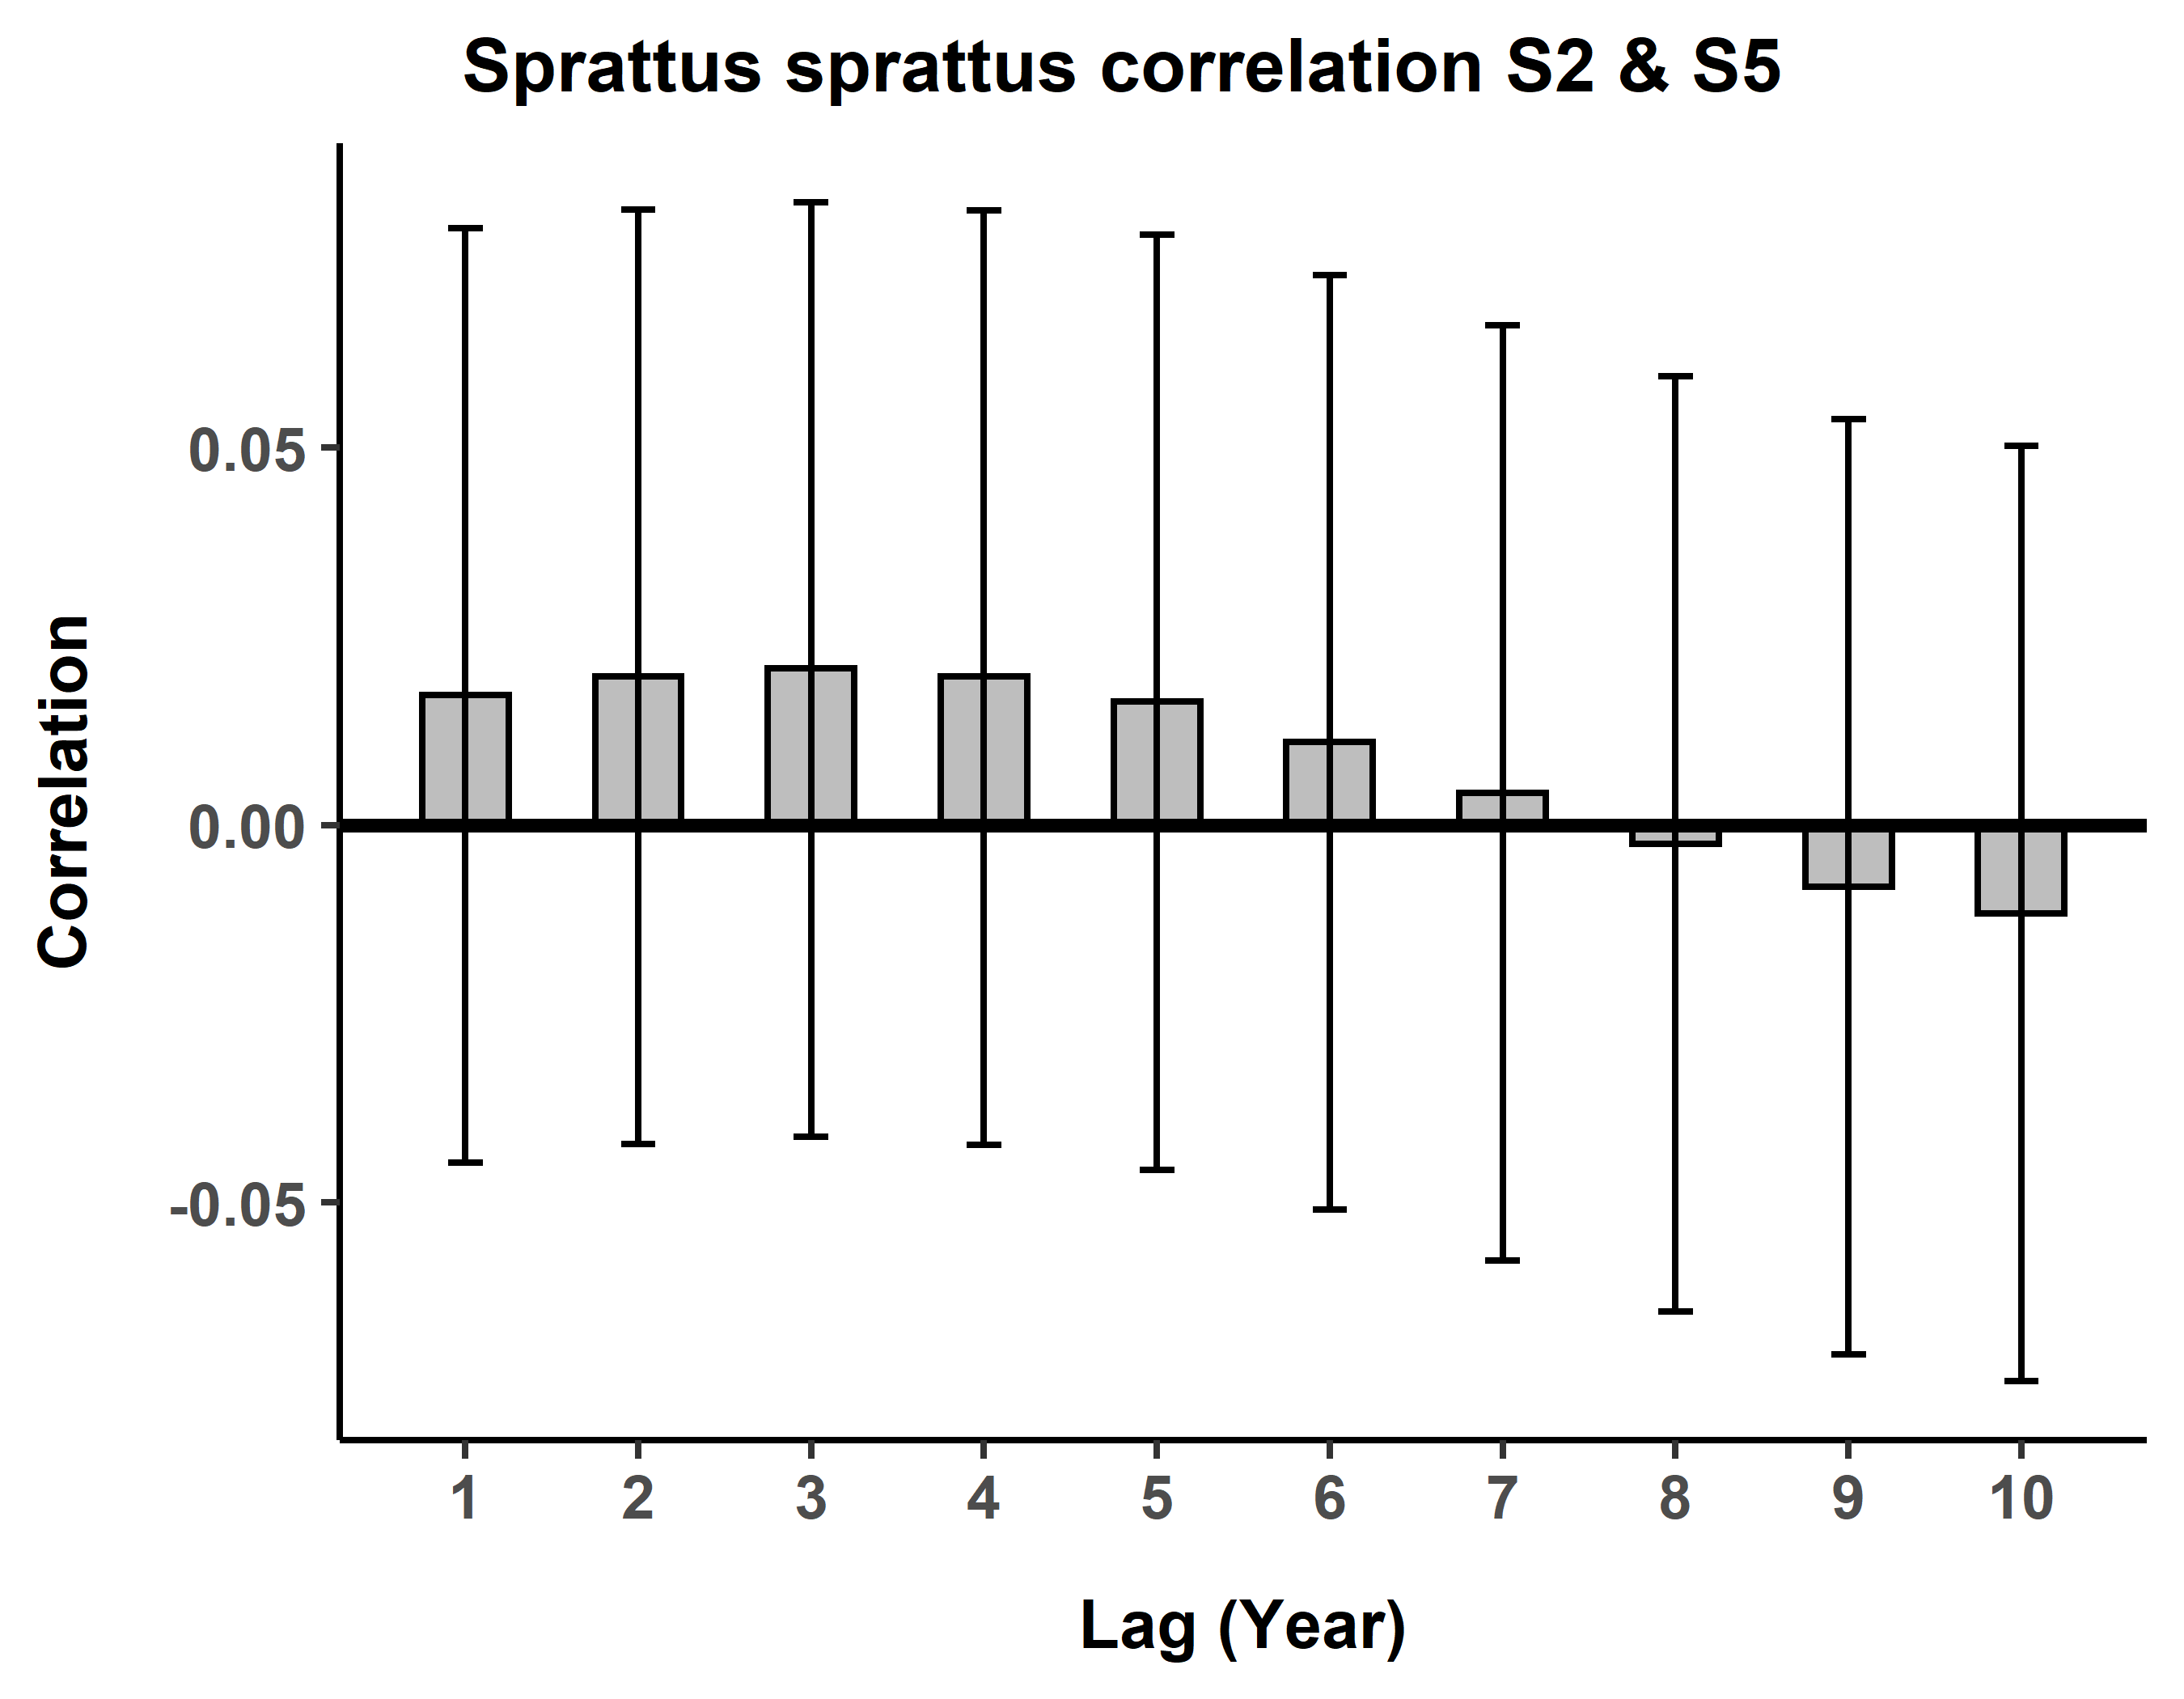 Sprattus sprattus correlation S2 & S5
Correlation
0.05
0.00
-0.05
1 2 3 4 5 6 7 8 9 10
Lag (Year)